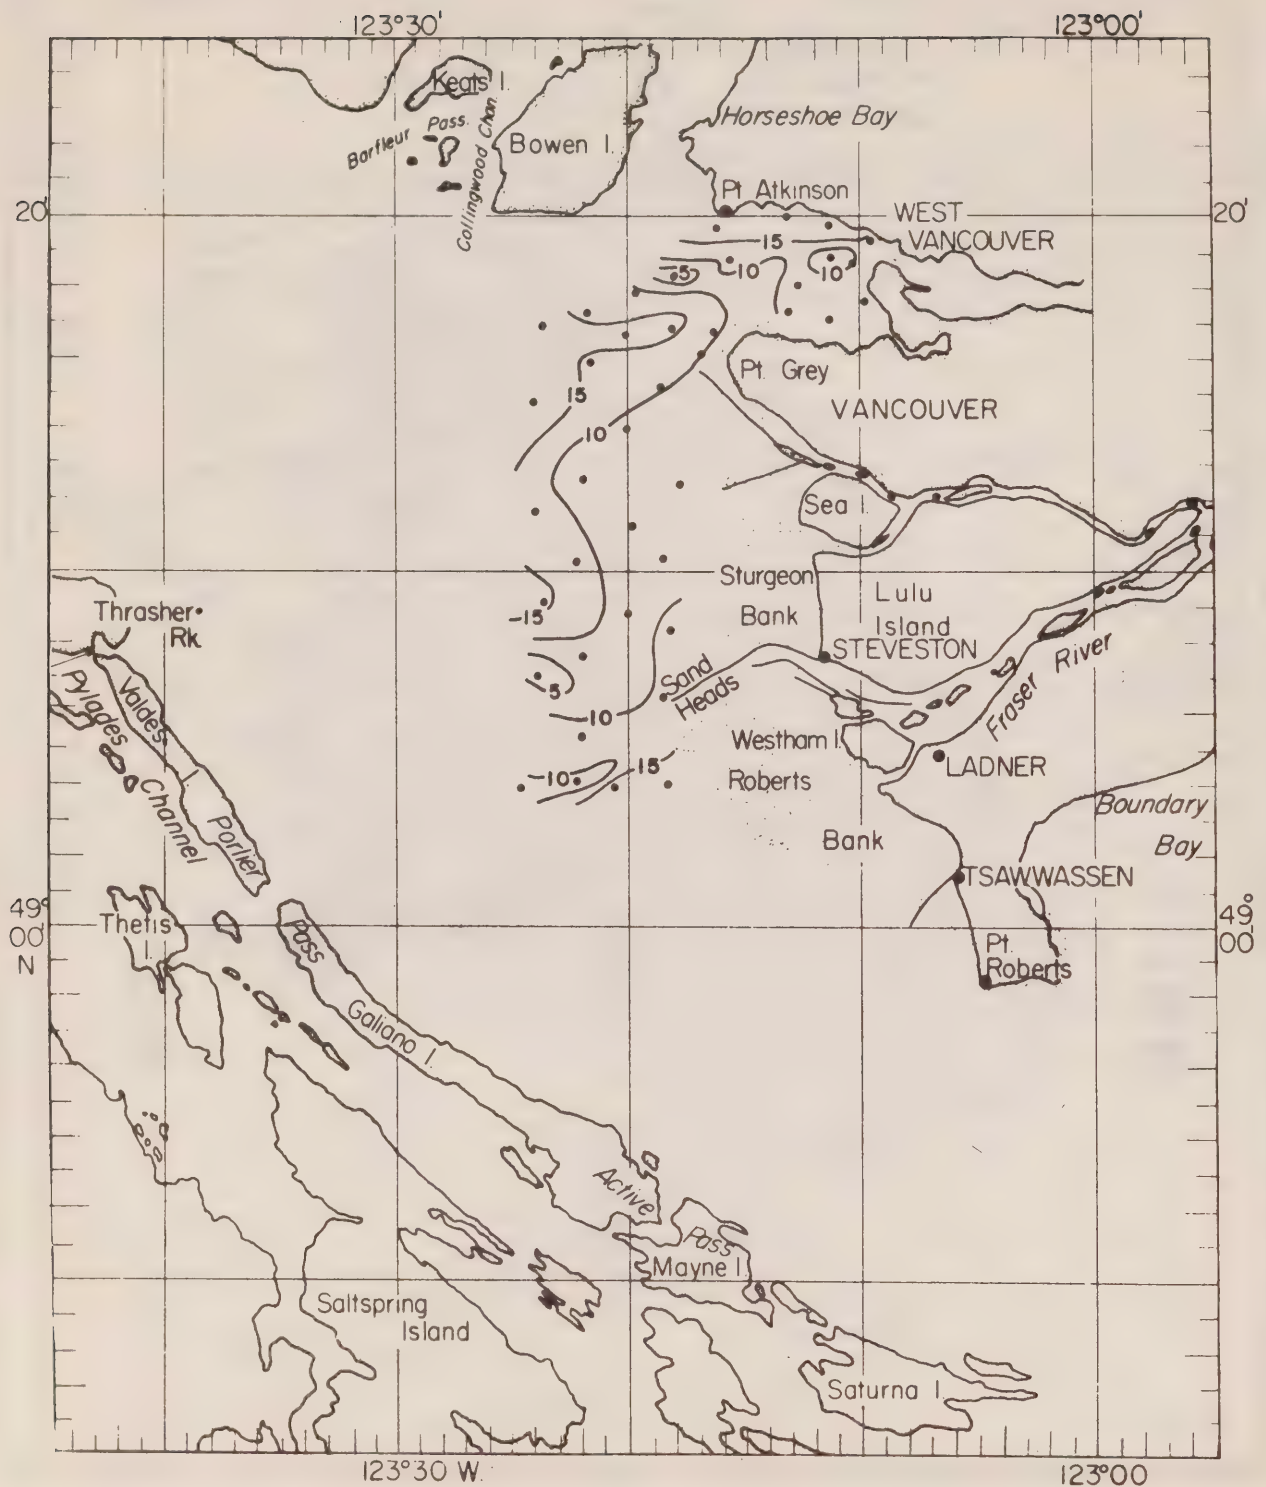 123°30'
123°00'
Keats I.
Barfleur Pass.
Collingwood Chan.
Bowen I.
Horseshoe Bay
Pt. Atkinson
20'
20'
WEST
VANCOUVER
15
5
10
10
Pt. Grey
15
VANCOUVER
10
Sea I.
Sturgeon
Bank
Lulu
Island
Thrasher
Rk.
15
STEVESTON
Sand
Heads
Fraser River
Pylades Channel
Valdes I.
5
10
Westham I.
10
15
LADNER
Roberts
Bank
Boundary
Bay
Porlier
Pass
TSAWWASSEN
49°
00'
N
49°
00'
Thetis
I.
Pt.
Roberts
Galiano I.
Active
Pass
Mayne I.
Saltspring
Island
Saturna I.
123°30 W.
123°00